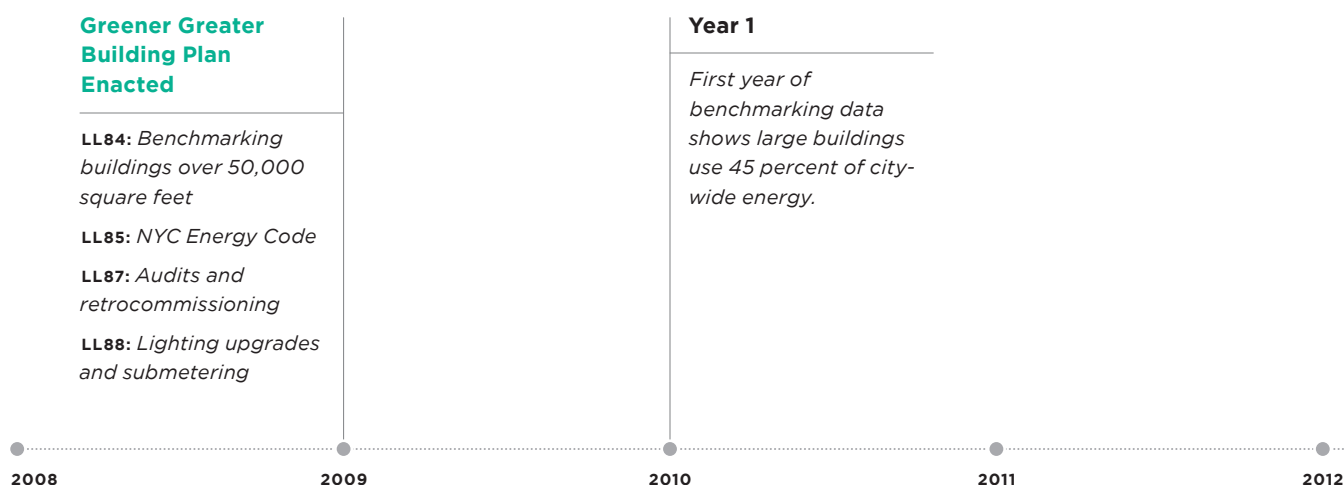 Greener Greater
Building Plan
Enacted
LL84: Benchmarking
buildings over 50,000
square feet
LL85: NYC Energy Code
LL87: Audits and
retrocommissioning
LL88: Lighting upgrades
and submetering
Year 1
First year of
benchmarking data
shows large buildings
use 45 percent of city-
wide energy.
2008 2009 2010 2011 2012